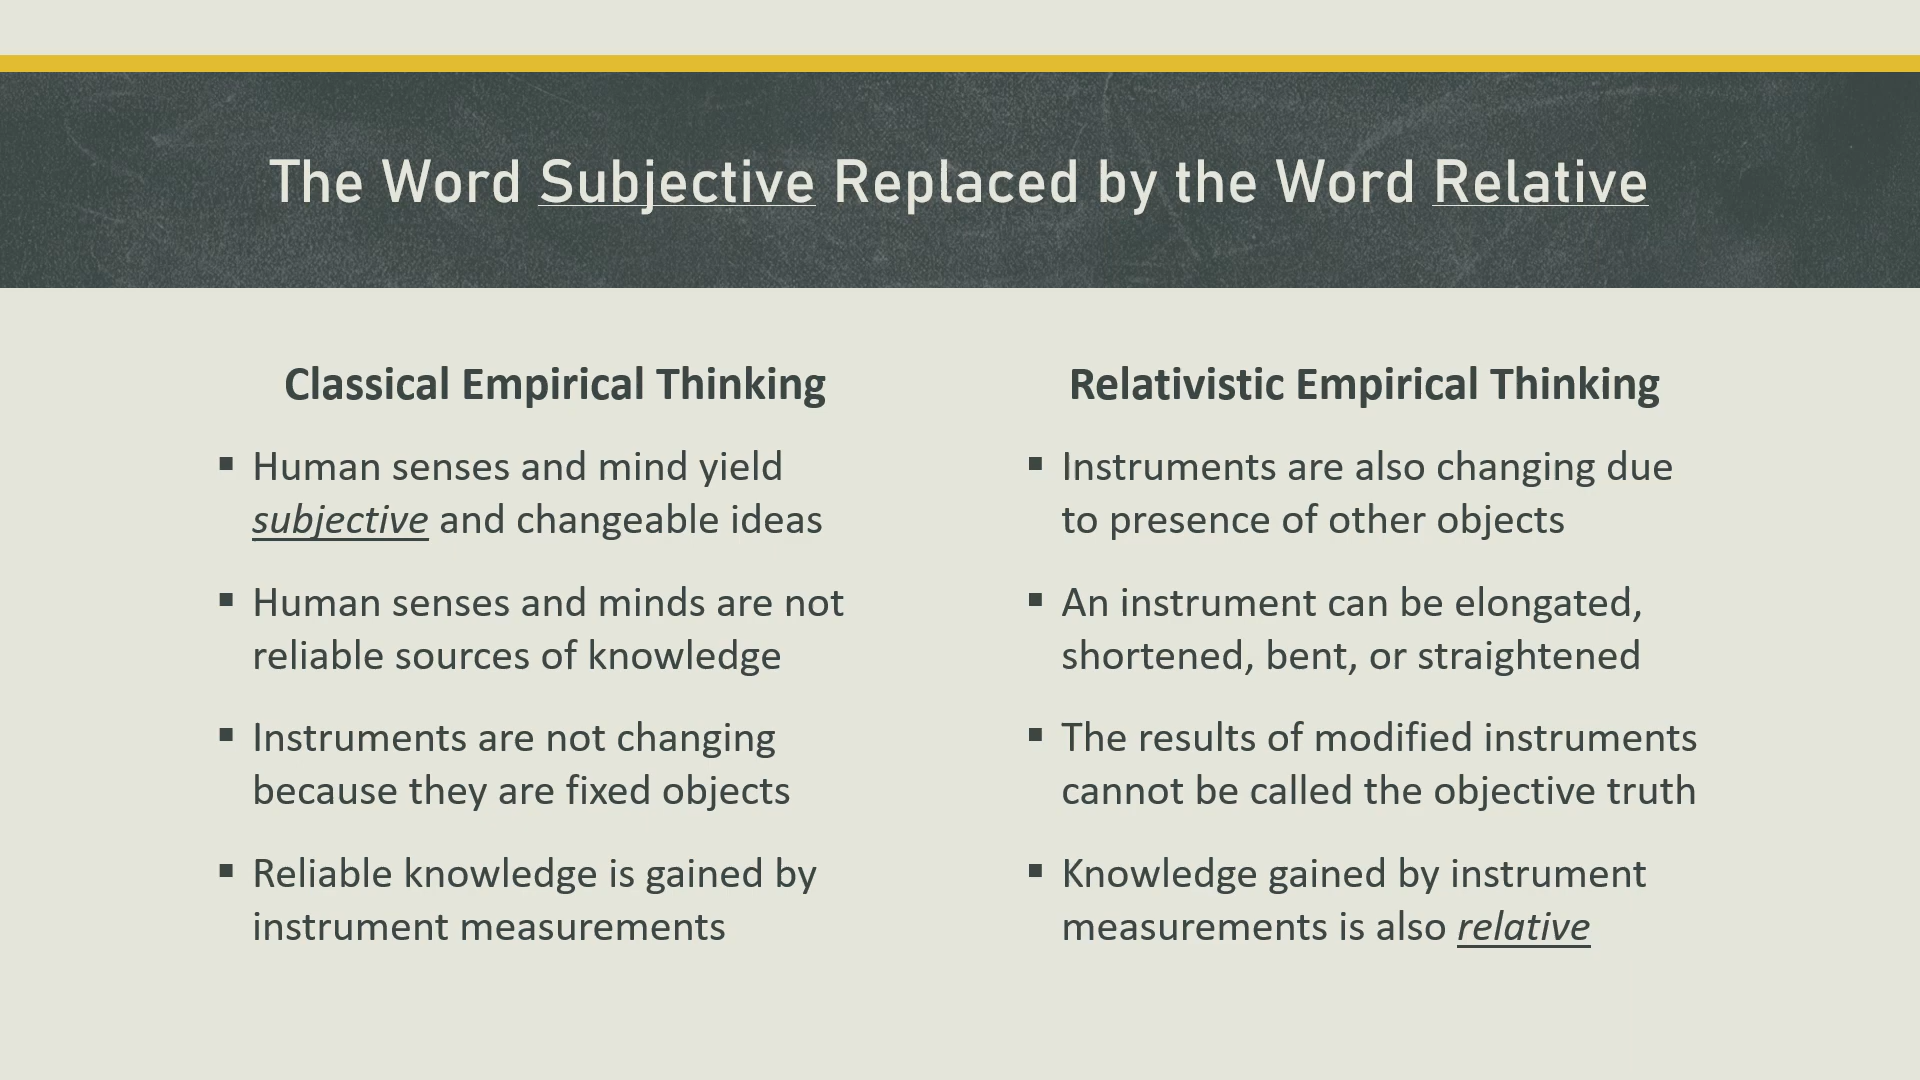 The Word Subjective Replaced by the Word Relative
Classical Empirical Thinking
▪ Human senses and mind yield
subjective and changeable ideas
▪ Human senses and minds are not
reliable sources of knowledge
▪ Instruments are not changing
because they are fixed objects
▪ Reliable knowledge is gained by
instrument measurements
Relativistic Empirical Thinking
▪ Instruments are also changing due
to presence of other objects
▪ An instrument can be elongated,
shortened, bent, or straightened
▪ The results of modified instruments
cannot be called the objective truth
▪ Knowledge gained by instrument
measurements is also relative